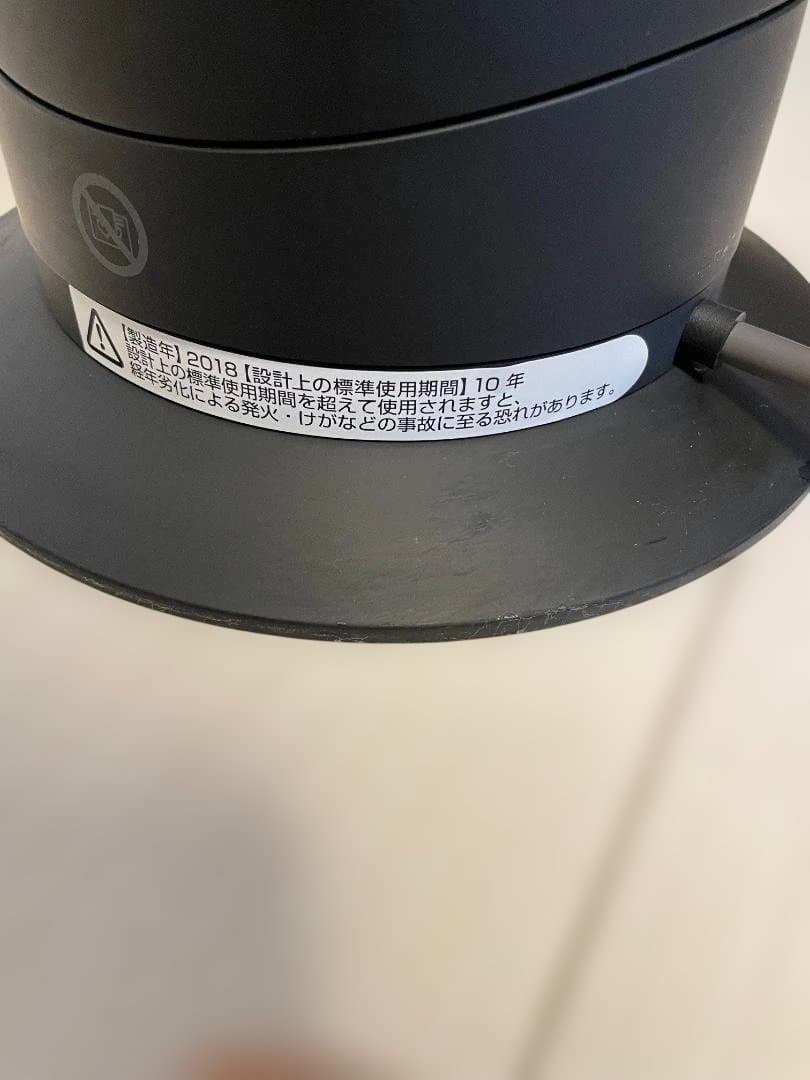 【製造年】2018【設計上の標準使用期間】10 年
設計上の標準使用期間を超えて使用されますと、
経年劣化による発火・けがなどの事故に至る恐れがあります。